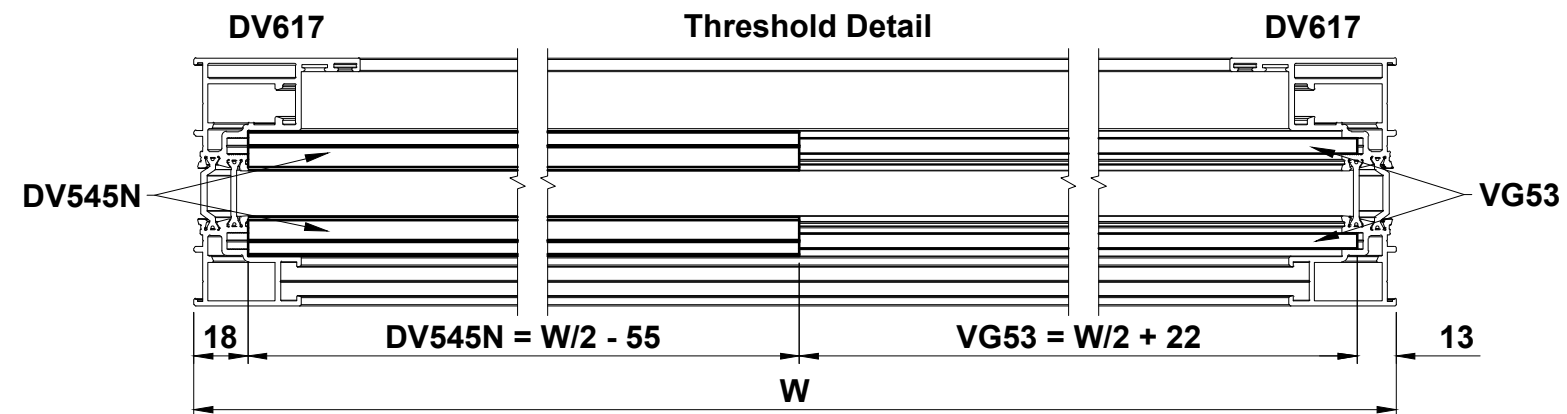 DV617 Threshold Detail DV617
DV545N VG53
18 DV545N = W/2 - 55 VG53 = W/2 + 22 13
W